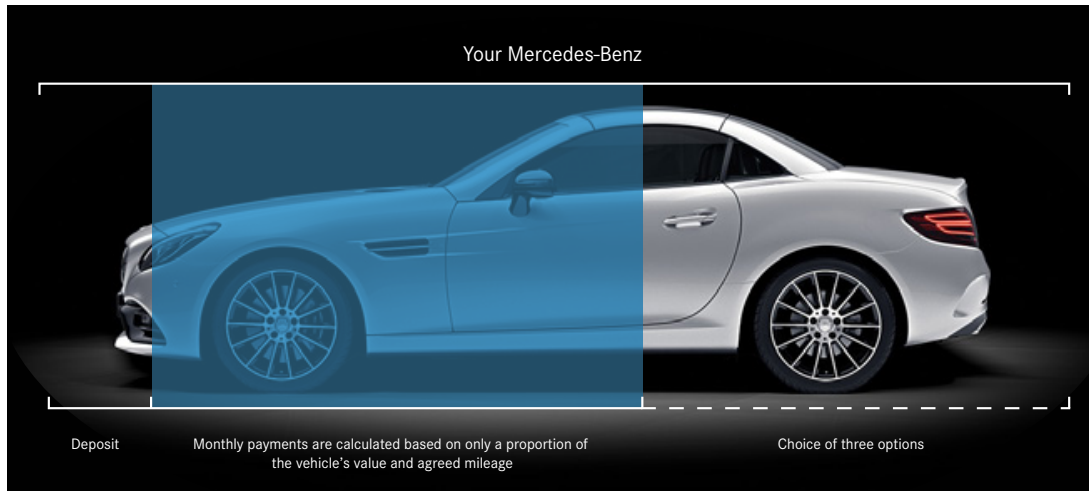 Your Mercedes-Benz
Deposit
Monthly payments are calculated based on only a proportion of
the vehicle's value and agreed mileage
Choice of three options